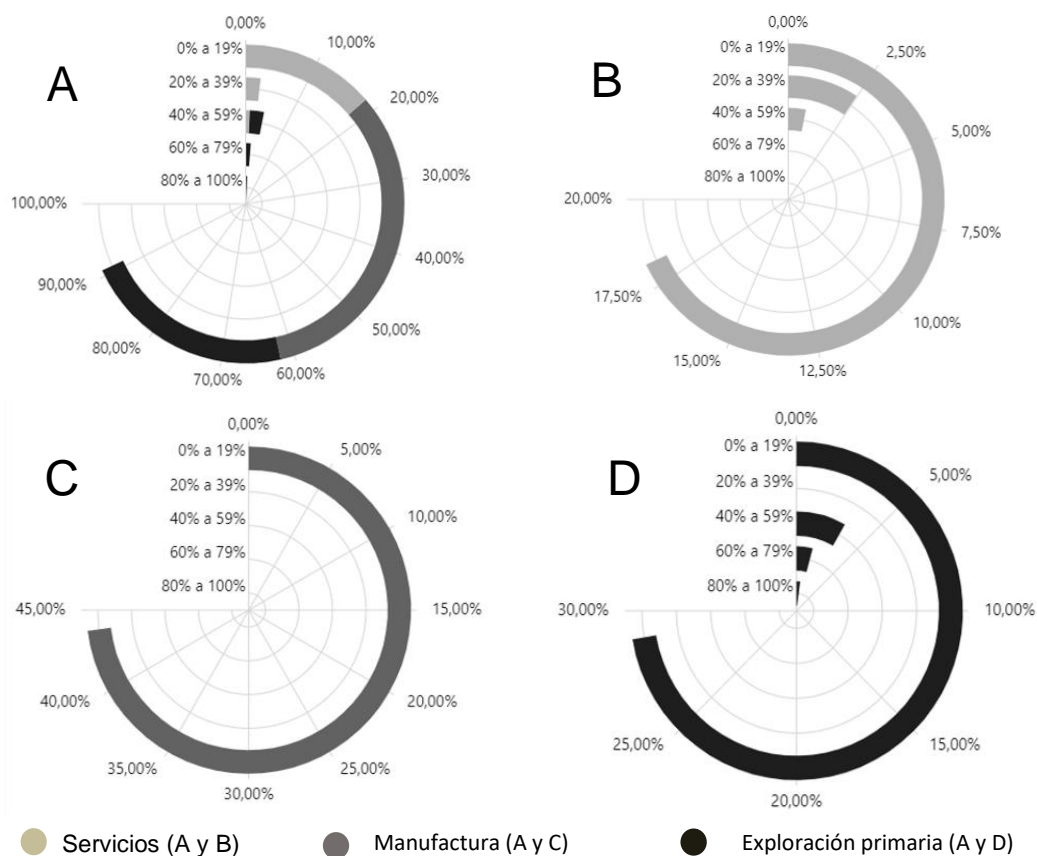 A
0,00%
10,00%
20,00%
30,00%
40,00%
50,00%
60,00%
70,00%
80,00%
90,00%
100,00%
0% a 19%
20% a 39%
40% a 59%
60% a 79%
80% a 100%
B
0,00%
2,50%
5,00%
7,50%
10,00%
12,50%
15,00%
17,50%
20,00%
0% a 19%
20% a 39%
40% a 59%
60% a 79%
80% a 100%
C
0,00%
5,00%
10,00%
15,00%
20,00%
25,00%
30,00%
35,00%
40,00%
45,00%
0% a 19%
20% a 39%
40% a 59%
60% a 79%
80% a 100%
D
0,00%
5,00%
10,00%
15,00%
20,00%
25,00%
30,00%
0% a 19%
20% a 39%
40% a 59%
60% a 79%
80% a 100%
Servicios (A y B)
Manufactura (A y C)
Exploración primaria (A y D)